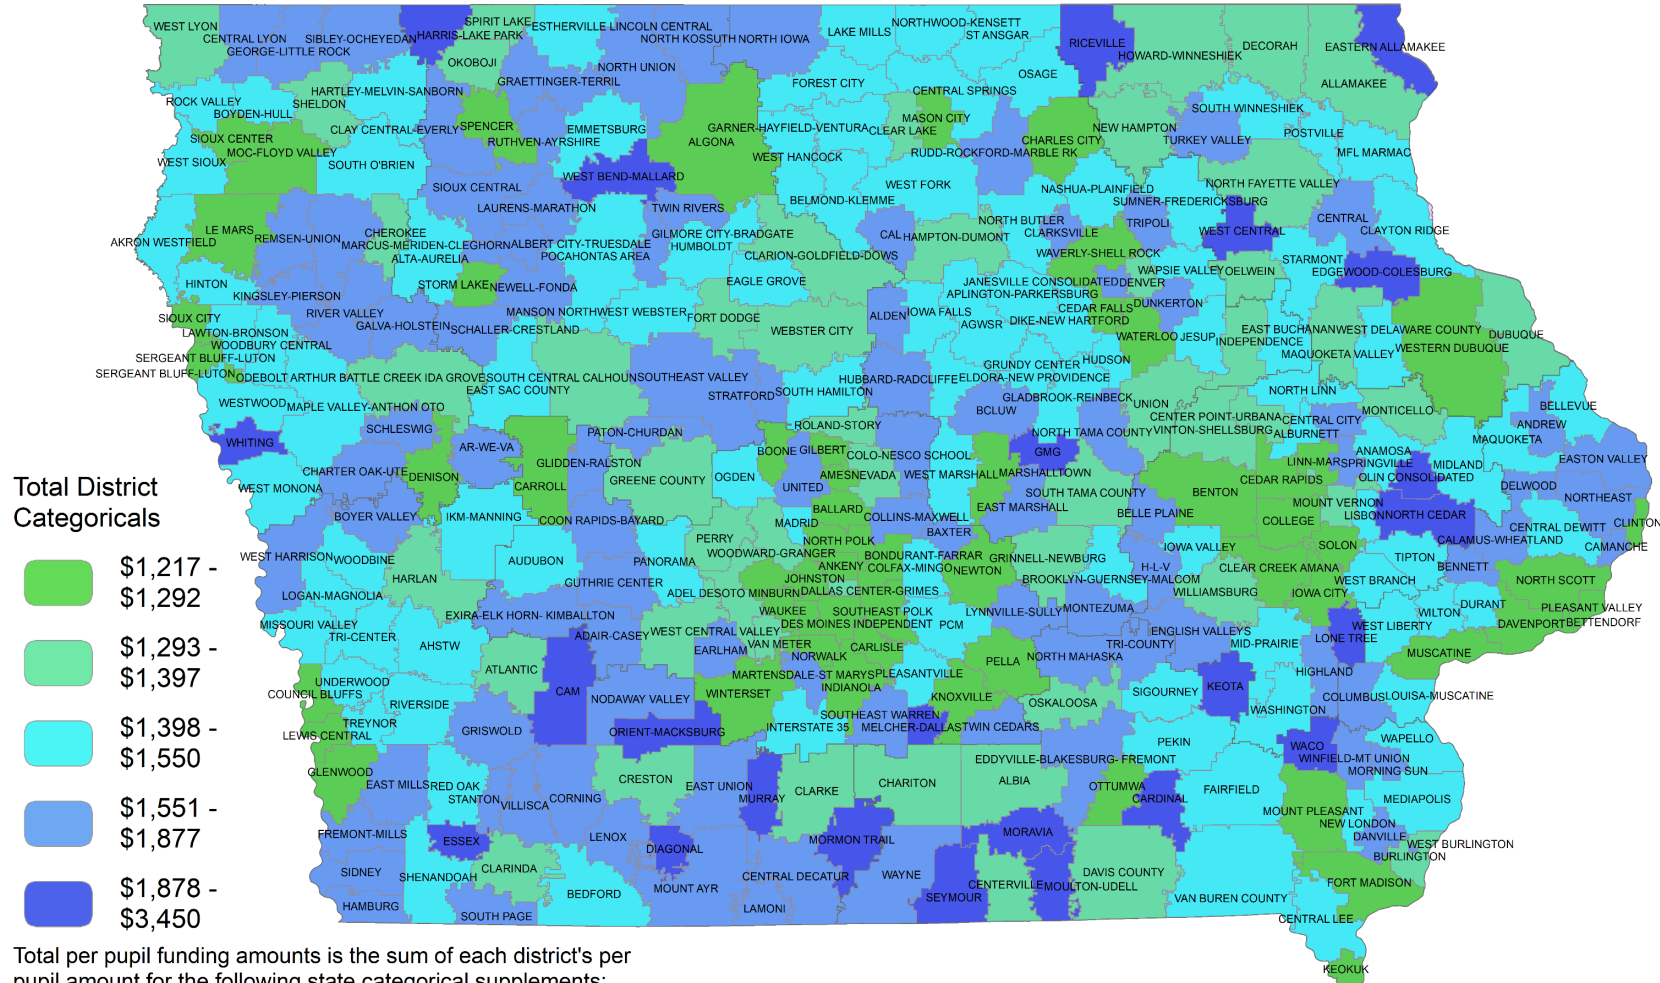 WEST LYON
CENTRAL LYON
GEORGE-LITTLE ROCK
SIBLEY-OCHEYEDAN
HARRIS-LAKE PARK
SPIRIT LAKE
OKOBOJI
ESTHERVILLE LINCOLN CENTRAL
GRAETTINGER-TERRIL
NORTH UNION
NORTH KOSSUTH
NORTH IOWA
LAKE MILLS
NORTHWOOD-KENSETT
ST ANSGAR
OSAGE
RICEVILLE
HOWARD-WINNESHIEK
DECORAH
EASTERN ALLAMAKEE
ALLAMAKEE
ROCK VALLEY
BOYDEN-HULL
SHELDON
HARTLEY-MELVIN-SANBORN
FOREST CITY
CENTRAL SPRINGS
SOUTH WINNESHIEK
SIOUX CENTER
MOC-FLOYD VALLEY
WEST SIOUX
CLAY CENTRAL-EVERLY
SPENCER
RUTHVEN-AYRSHIRE
EMMETSBURG
ALGONA
GARNER-HAYFIELD-VENTURA
CLEAR LAKE
MASON CITY
CHARLES CITY
NEW HAMPTON
TURKEY VALLEY
POSTVILLE
MFL MARMAC
SOUTH O'BRIEN
WEST HANCOCK
RUDD-ROCKFORD-MARBLE RK
SIOUX CENTRAL
WEST BEND-MALLARD
WEST FORK
NASHUA-PLAINFIELD
NORTH FAYETTE VALLEY
LAURENS-MARATHON
TWIN RIVERS
BELMOND-KLEMME
SUMNER-FREDERICKSBURG
AKRON WESTFIELD
LE MARS
REMSEN-UNION
CHEROKEE
MARCUS-MERIDEN-CLEGHORN
ALTA-AURELIA
ALBERT CITY-TRUESDALE
POCAHONTAS AREA
GILMORE CITY-BRADGATE
HUMBOLDT
CLARION-GOLDFIELD-DOWS
CAL
HAMPTON-DUMONT
NORTH BUTLER
CLARKSVILLE
TRIPOLI
WEST CENTRAL
CENTRAL
CLAYTON RIDGE
WAVERLY-SHELL ROCK
HINTON
KINGSLEY-PIERSON
STORM LAKE
NEWELL-FONDA
EAGLE GROVE
JANESVILLE CONSOLIDATED
DENVER
WAPSIE VALLEY
OELWEIN
STARMONT
EDGEWOOD-COLESBURG
APLINGTON-PARKERSBURG
SIOUX CITY
RIVER VALLEY
GALVA-HOLSTEIN
SCHALLER-CRESTLAND
MANSON NORTHWEST WEBSTER
FORT DODGE
WEBSTER CITY
ALDEN
IOWA FALLS
AGWSR
DIKE-NEW HARTFORD
CEDAR FALLS
DUNKERTON
LAWTON-BRONSON
WOODBURY CENTRAL
WATERLOO
JESUP
INDEPENDENCE
EAST BUCHANAN
WEST DELAWARE COUNTY
DUBUQUE
WESTERN DUBUQUE
MAQUOKETA VALLEY
SERGEANT BLUFF-LUTON
SERGEANT BLUFF-LUTON
ODEBOLT ARTHUR BATTLE CREEK IDA GROVE
EAST SAC COUNTY
SOUTH CENTRAL CALHOUN
SOUTHEAST VALLEY
STRATFORD
SOUTH HAMILTON
HUBBARD-RADCLIFFE
ELDORA-NEW PROVIDENCE
GRUNDY CENTER
HUDSON
WESTWOOD
MAPLE VALLEY-ANTHON OTO
BCLUW
GLADBROOK-REINBECK
UNION
NORTH LINN
BELLEVUE
WHITING
SCHLESWIG
AR-WE-VA
PATON-CHURDAN
ROLAND-STORY
NORTH TAMA COUNTY
CENTER POINT-URBANA
VINTON-SHELLSBURG
CENTRAL CITY
ALBURNETT
MONTICELLO
ANDREW
MAQUOKETA
CHARTER OAK-UTE
DENISON
GLIDDEN-RALSTON
CARROLL
GREENE COUNTY
OGDEN
BOONE
GILBERT
COLO-NESCO SCHOOL
AMES
NEVADA
WEST MARSHALL
MARSHALLTOWN
GMG
LINN-MAR
SPRINGVILLE
ANAMOSA
MIDLAND
OLIN CONSOLIDATED
EASTON VALLEY
WEST MONONA
UNITED
EAST MARSHALL
SOUTH TAMA COUNTY
BENTON
CEDAR RAPIDS
DELWOOD
NORTHEAST
BOYER VALLEY
IKM-MANNING
COON RAPIDS-BAYARD
MADRID
BALLARD
COLLINS-MAXWELL
BAXTER
BELLE PLAINE
COLLEGE
MOUNT VERNON
LISBON
NORTH CEDAR
CENTRAL DEWITT
CALAMUS-WHEATLAND
CLINTON
CAMANCHE
WEST HARRISON
WOODBINE
HARLAN
AUDUBON
GUTHRIE CENTER
PANORAMA
PERRY
WOODWARD-GRANGER
NORTH POLK
ANKENY
BONDURANT-FARRAR
COLFAX-MINGO
NEWTON
GRINNELL-NEWBURG
BROOKLYN-GUERNSEY-MALCOM
H-L-V
IOWA VALLEY
CLEAR CREEK AMANA
SOLON
TIPTON
BENNETT
LOGAN-MAGNOLIA
EXIRA-ELK HORN- KIMBALLTON
ADEL DESOTO MINBURN
JOHNSTON
DALLAS CENTER-GRIMES
WILLIAMSBURG
IOWA CITY
WEST BRANCH
NORTH SCOTT
MISSOURI VALLEY
TRI-CENTER
AHSTW
ADAIR-CASEY
WEST CENTRAL VALLEY
EARLHAM
WAUKEE
DES MOINES INDEPENDENT
SOUTHEAST POLK
VAN METER
NORWALK
CARLISLE
PCM
LYNNVILLE-SULLY
MONTEZUMA
ENGLISH VALLEYS
TRI-COUNTY
MID-PRAIRIE
LONE TREE
WEST LIBERTY
WILTON
DURANT
PLEASANT VALLEY
DAVENPORT
BETTENDORF
MUSCATINE
COUNCIL BLUFFS
UNDERWOOD
ATLANTIC
CAM
NODAWAY VALLEY
WINTERSET
MARTENSDALE-ST MARYS
INDIANOLA
PLEASANTVILLE
KNOXVILLE
PELLA
NORTH MAHASKA
OSKALOOSA
SIGOURNEY
KEOTA
HIGHLAND
WASHINGTON
COLUMBUS
LOUISA-MUSCATINE
RIVERSIDE
TREYNOR
LEWIS CENTRAL
GRISWOLD
ORIENT-MACKSBURG
INTERSTATE 35
SOUTHEAST WARREN
MELCHER-DALLAS
TWIN CEDARS
PEKIN
WACO
WINFIELD-MT UNION
WAPELLO
MORNING SUN
GLENWOOD
EAST MILLS
RED OAK
STANTON
VILLISCA
CORNING
CRESTON
EAST UNION
MURRAY
CLARKE
CHARITON
EDDYVILLE-BLAKESBURG- FREMONT
ALBIA
OTTUMWA
CARDINAL
FAIRFIELD
MOUNT PLEASANT
NEW LONDON
MEDIAPOLIS
FREMONT-MILLS
ESSEX
LENOX
DIAGONAL
MORMON TRAIL
MORAVIA
DANVILLE
WEST BURLINGTON
BURLINGTON
SIDNEY
SHENANDOAH
CLARINDA
BEDFORD
MOUNT AYR
CENTRAL DECATUR
WAYNE
SEYMOUR
CENTERVILLE
MOULTON-UDELL
DAVIS COUNTY
VAN BUREN COUNTY
FORT MADISON
HAMBURG
SOUTH PAGE
LAMONI
CENTRAL LEE
KEOKUK
Total District
Categoricals
$1,217 -
$1,292
$1,293 -
$1,397
$1,398 -
$1,550
$1,551 -
$1,877
$1,878 -
$3,450
Total per pupil funding amounts is the sum of each district's per
pupil amount for the following state categorical supplements: